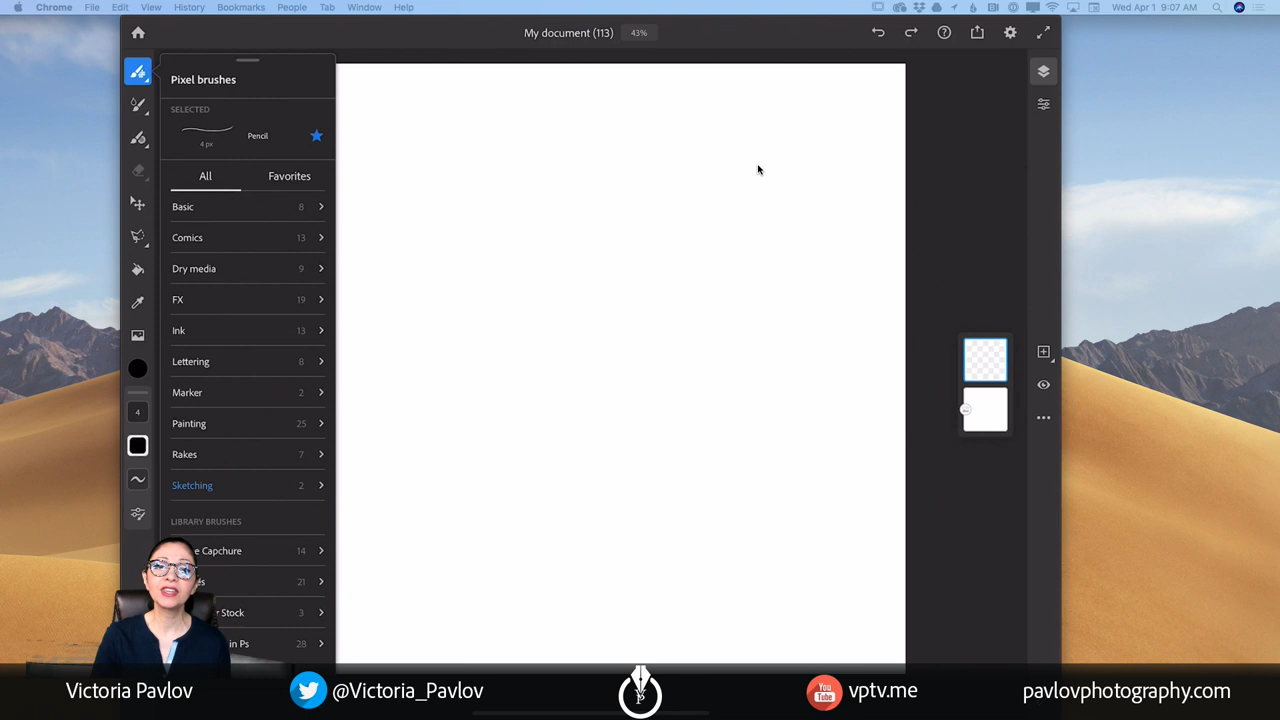 Chrome File Edit View History Bookmarks People Tab Window Help
Wed Apr 1 9:07 AM
My document (113) 43%
Pixel brushes
SELECTED
Pencil
4 px
All Favorites
Basic 8
Comics 13
Dry media 9
FX 19
Ink 13
Lettering 8
Marker 2
4
Painting 25
Rakes 7
Sketching 2
LIBRARY BRUSHES
Capchure 14
21
Stock 3
in Ps 28
Victoria Pavlov
@Victoria_Pavlov
You Tube
vptv.me
pavlovphotography.com